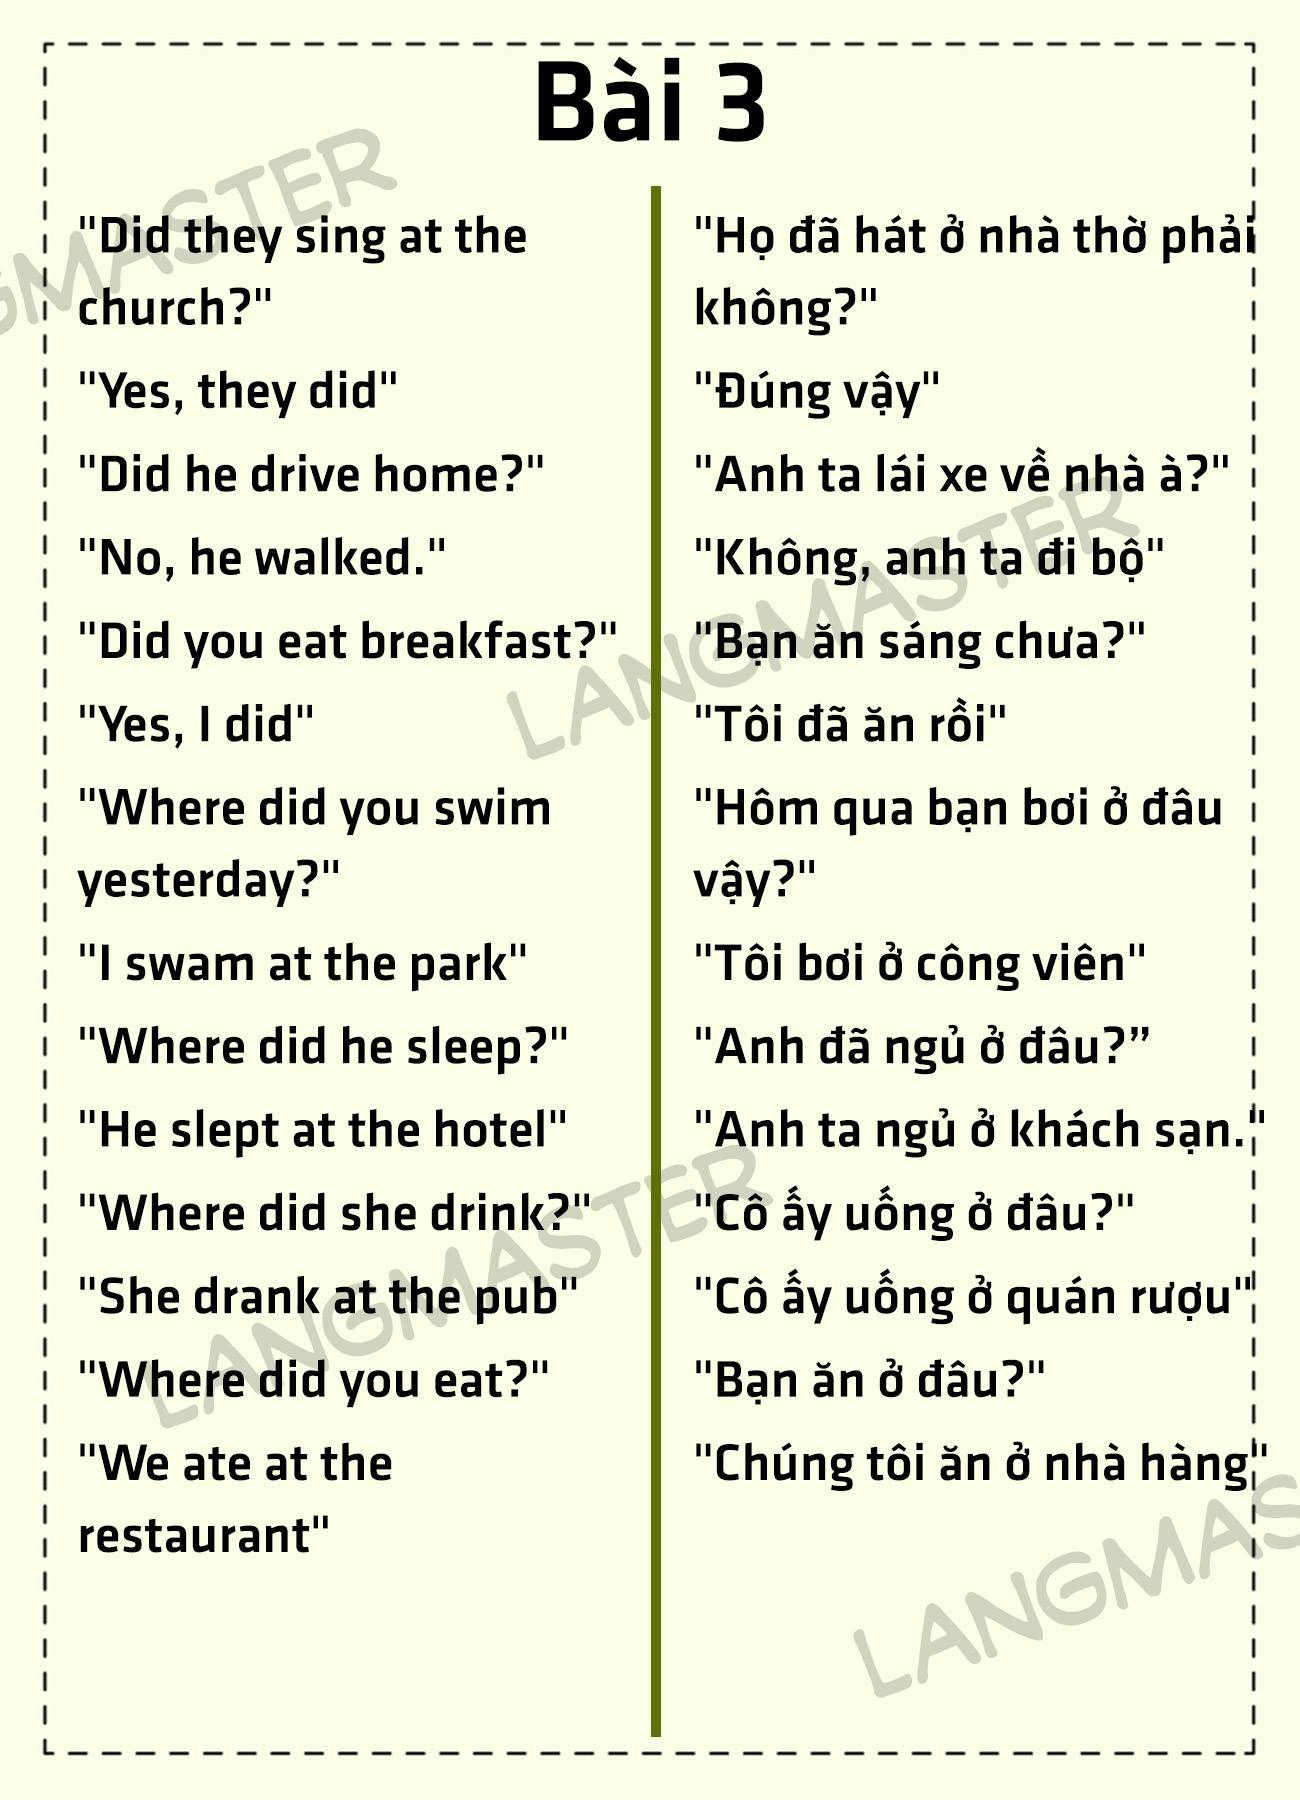 Bài 3
"Did they sing at the
church?"
"Yes, they did"
"Did he drive home?"
"No, he walked."
"Did you eat breakfast?"
"Yes, I did"
"Where did you swim
yesterday?"
"I swam at the park"
"Where did he sleep?"
"He slept at the hotel"
"Where did she drink?"
"She drank at the pub"
"Where did you eat?"
"We ate at the
restaurant"
"Họ đã hát ở nhà thờ phải
không?"
"Đúng vậy"
"Anh ta lái xe về nhà à?"
"Không, anh ta đi bộ"
"Bạn ăn sáng chưa?"
"Tôi đã ăn rồi"
"Hôm qua bạn bơi ở đâu
vậy?"
"Tôi bơi ở công viên"
"Anh đã ngủ ở đâu?”
"Anh ta ngủ ở khách sạn."
"Cô ấy uống ở đâu?"
"Cô ấy uống ở quán rượu"
"Bạn ăn ở đâu?"
"Chúng tôi ăn ở nhà hàng"
GMASTER
LANGMASTER
LANGMASTER
LANGMAS